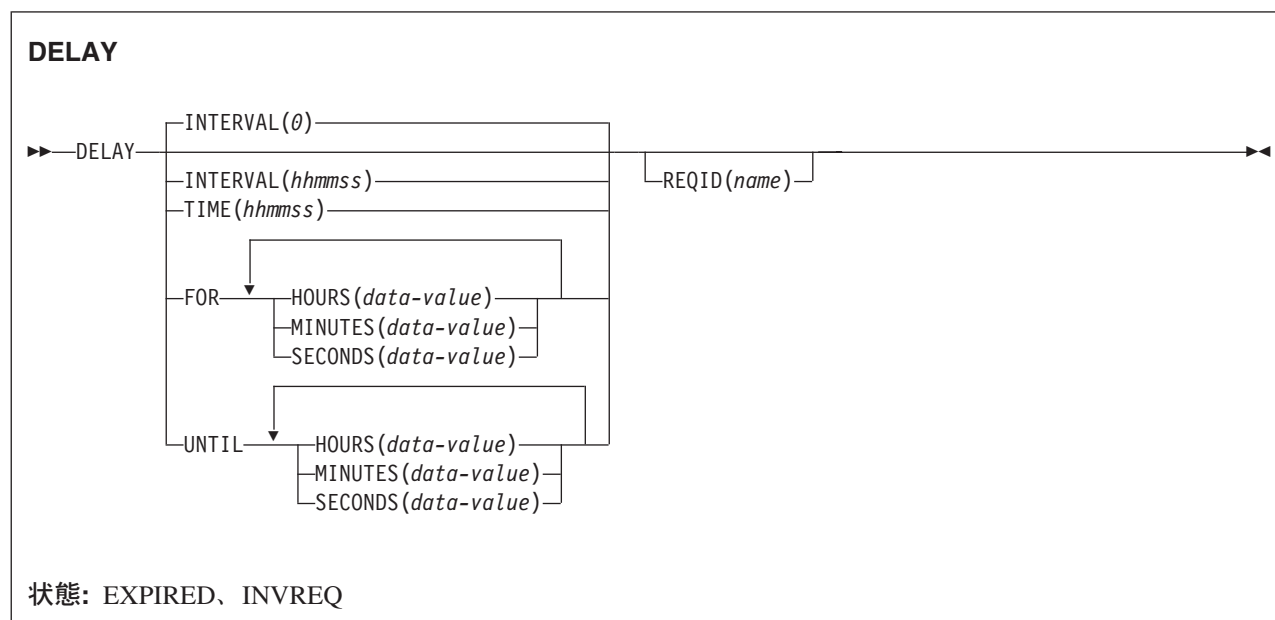 DELAY
INTERVAL(0)
DELAY
INTERVAL(hhmmss)
REQID(name)
TIME(hhmmss)
FOR HOURS(data-value)
MINUTES(data-value)
SECONDS(data-value)
UNTIL HOURS(data-value)
MINUTES(data-value)
SECONDS(data-value)
状態: EXPIRED、INVREQ